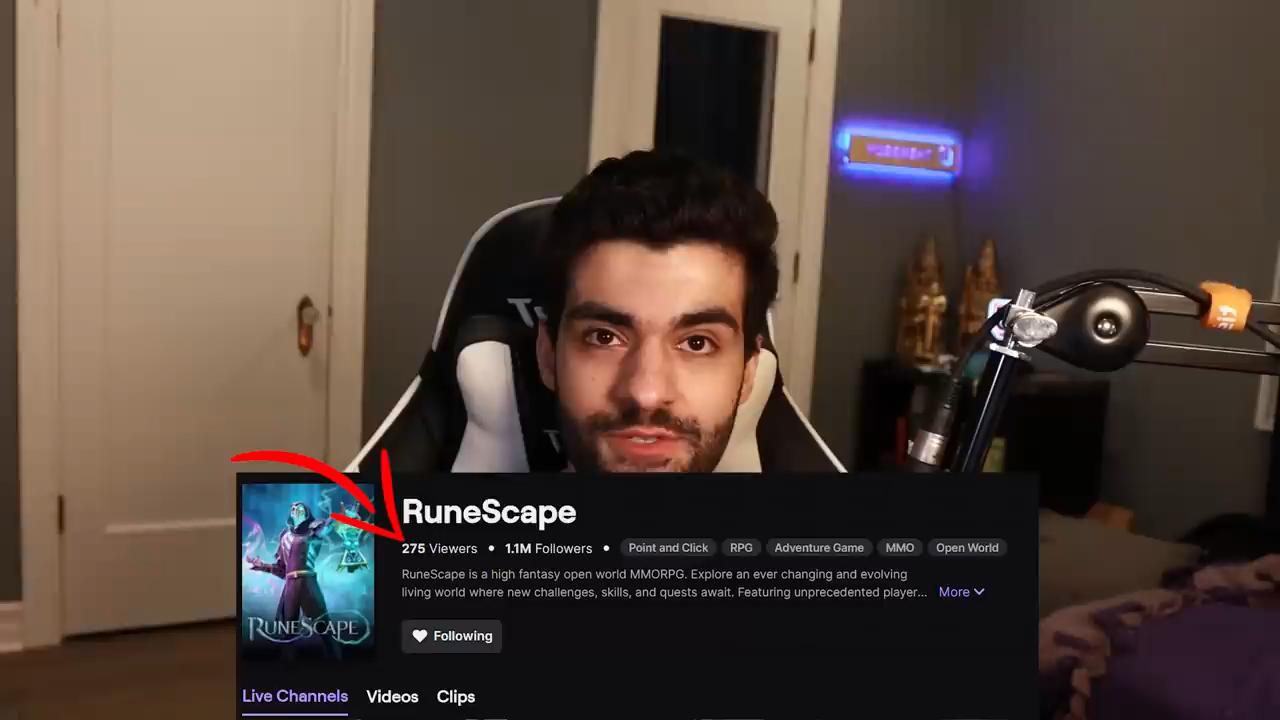 RuneScape
275 Viewers • 1.1M Followers • Point and Click RPG Adventure Game MMO Open World
RuneScape is a high fantasy open world MMORPG. Explore an ever changing and evolving
living world where new challenges, skills, and quests await. Featuring unprecedented player... More
RUNESCAPE
Following
Live Channels Videos Clips